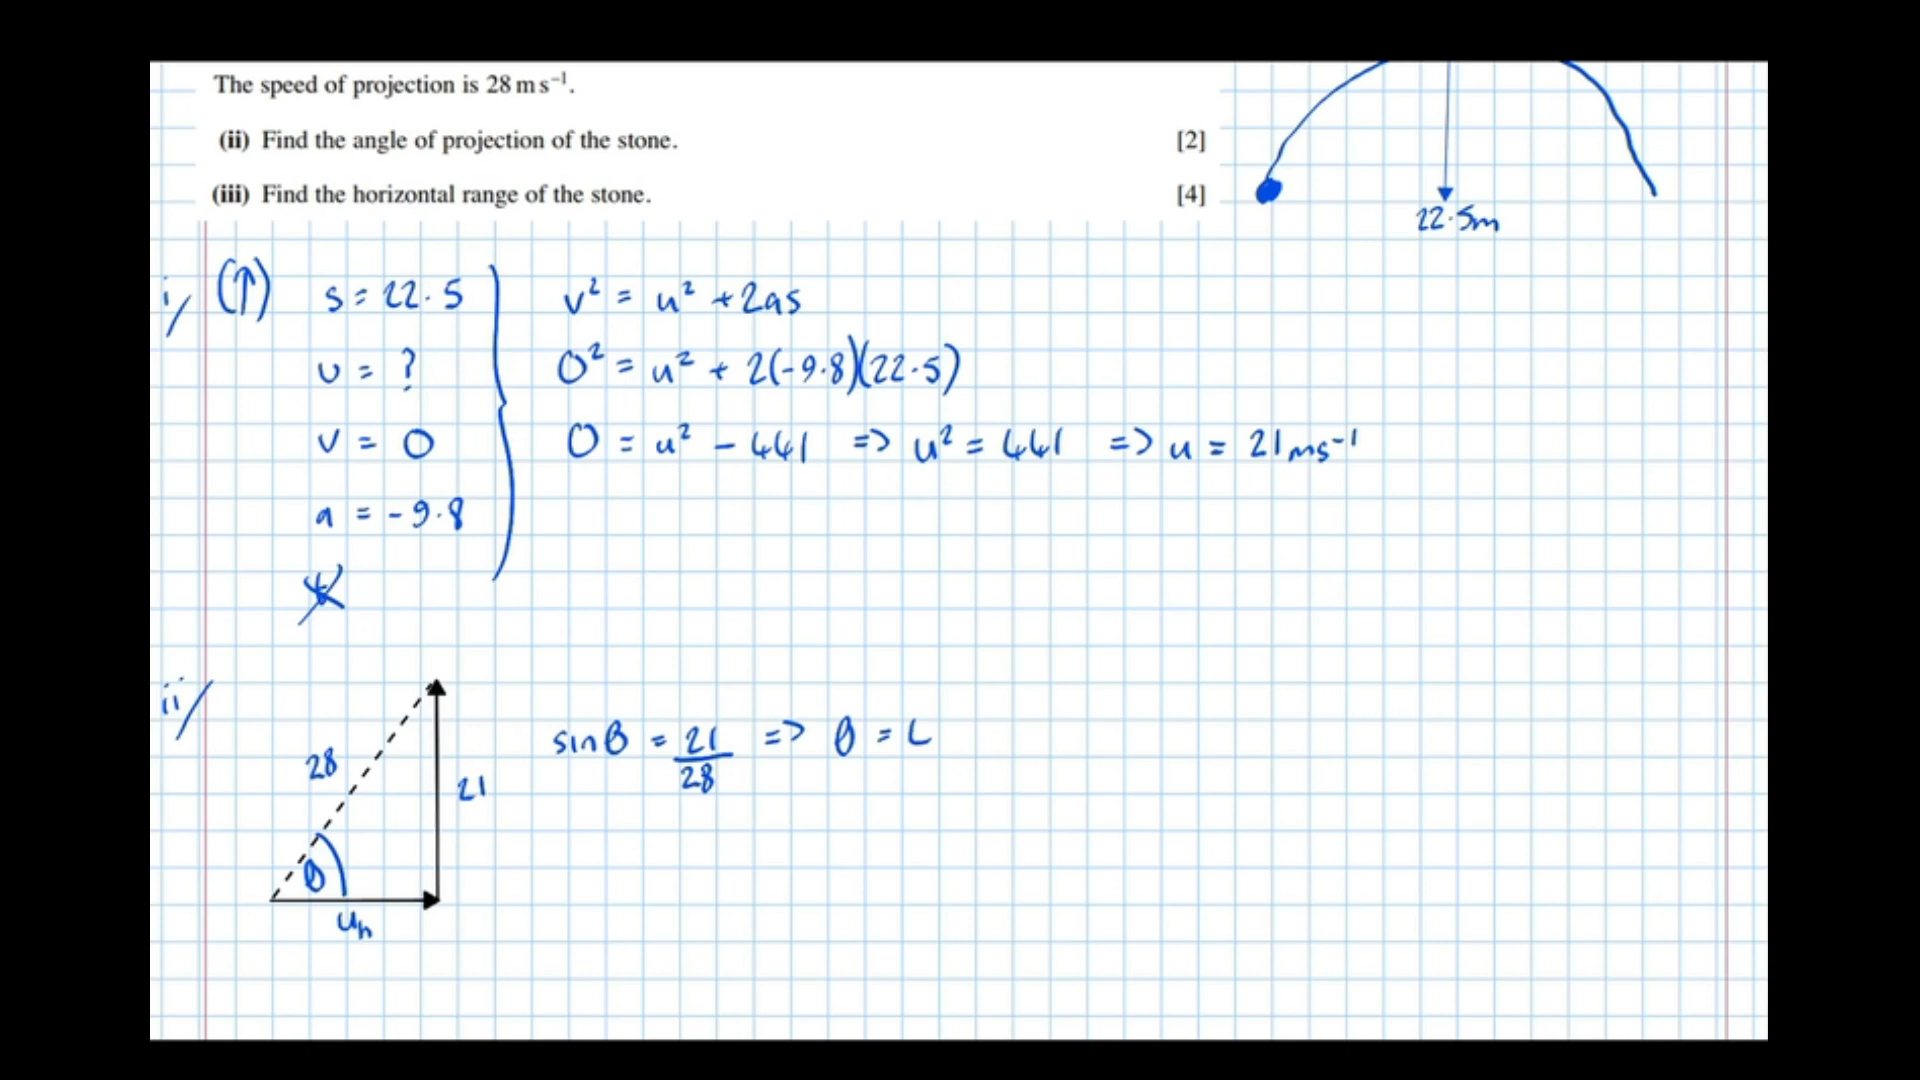 The speed of projection is 28 m s⁻¹.
(ii) Find the angle of projection of the stone. [2]
(iii) Find the horizontal range of the stone. [4]
22.5m
i/ (↑) s = 22.5 v² = u² + 2as
u = ? 0² = u² + 2(-9.8)(22.5)
v = 0 0 = u² - 441 => u² = 441 => u = 21ms⁻¹
a = -9.8
t
ii/
28
21
θ
uₕ
sinθ = 21/28 => θ = L